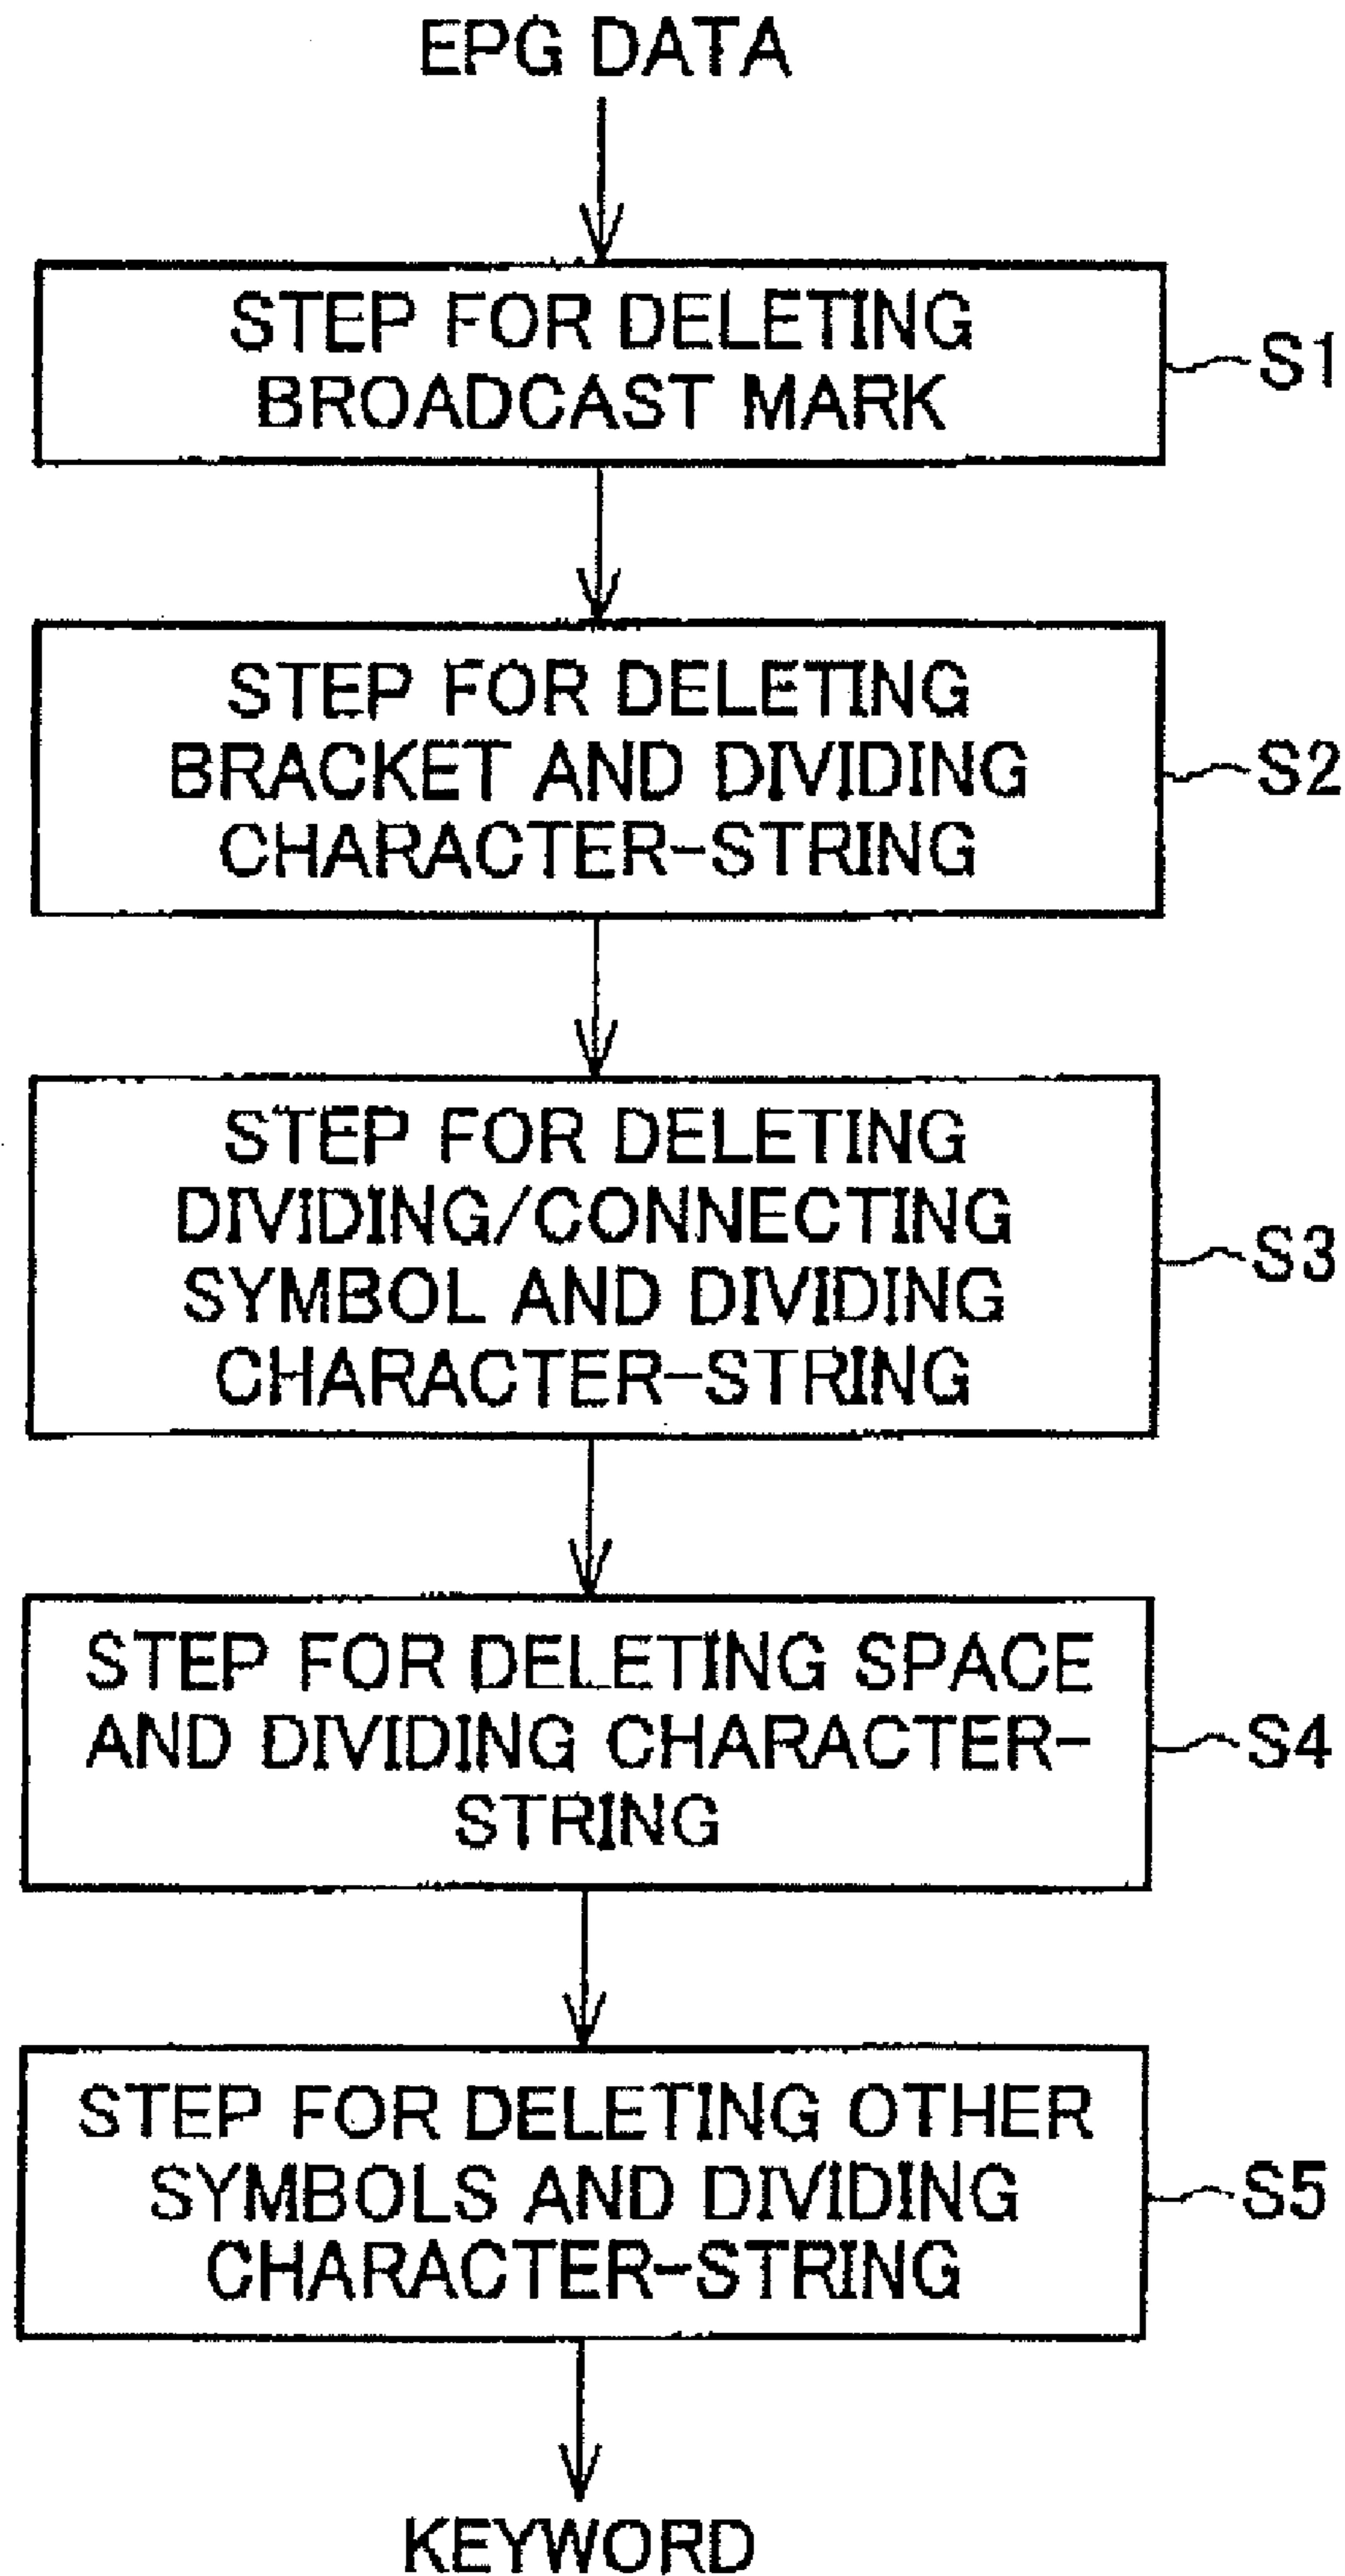 EPG DATA
STEP FOR DELETING
BROADCAST MARK
S1
STEP FOR DELETING
BRACKET AND DIVIDING
CHARACTER-STRING
S2
STEP FOR DELETING
DIVIDING/CONNECTING
SYMBOL AND DIVIDING
CHARACTER-STRING
S3
STEP FOR DELETING SPACE
AND DIVIDING CHARACTER-
STRING
S4
STEP FOR DELETING OTHER
SYMBOLS AND DIVIDING
CHARACTER-STRING
S5
KEYWORD